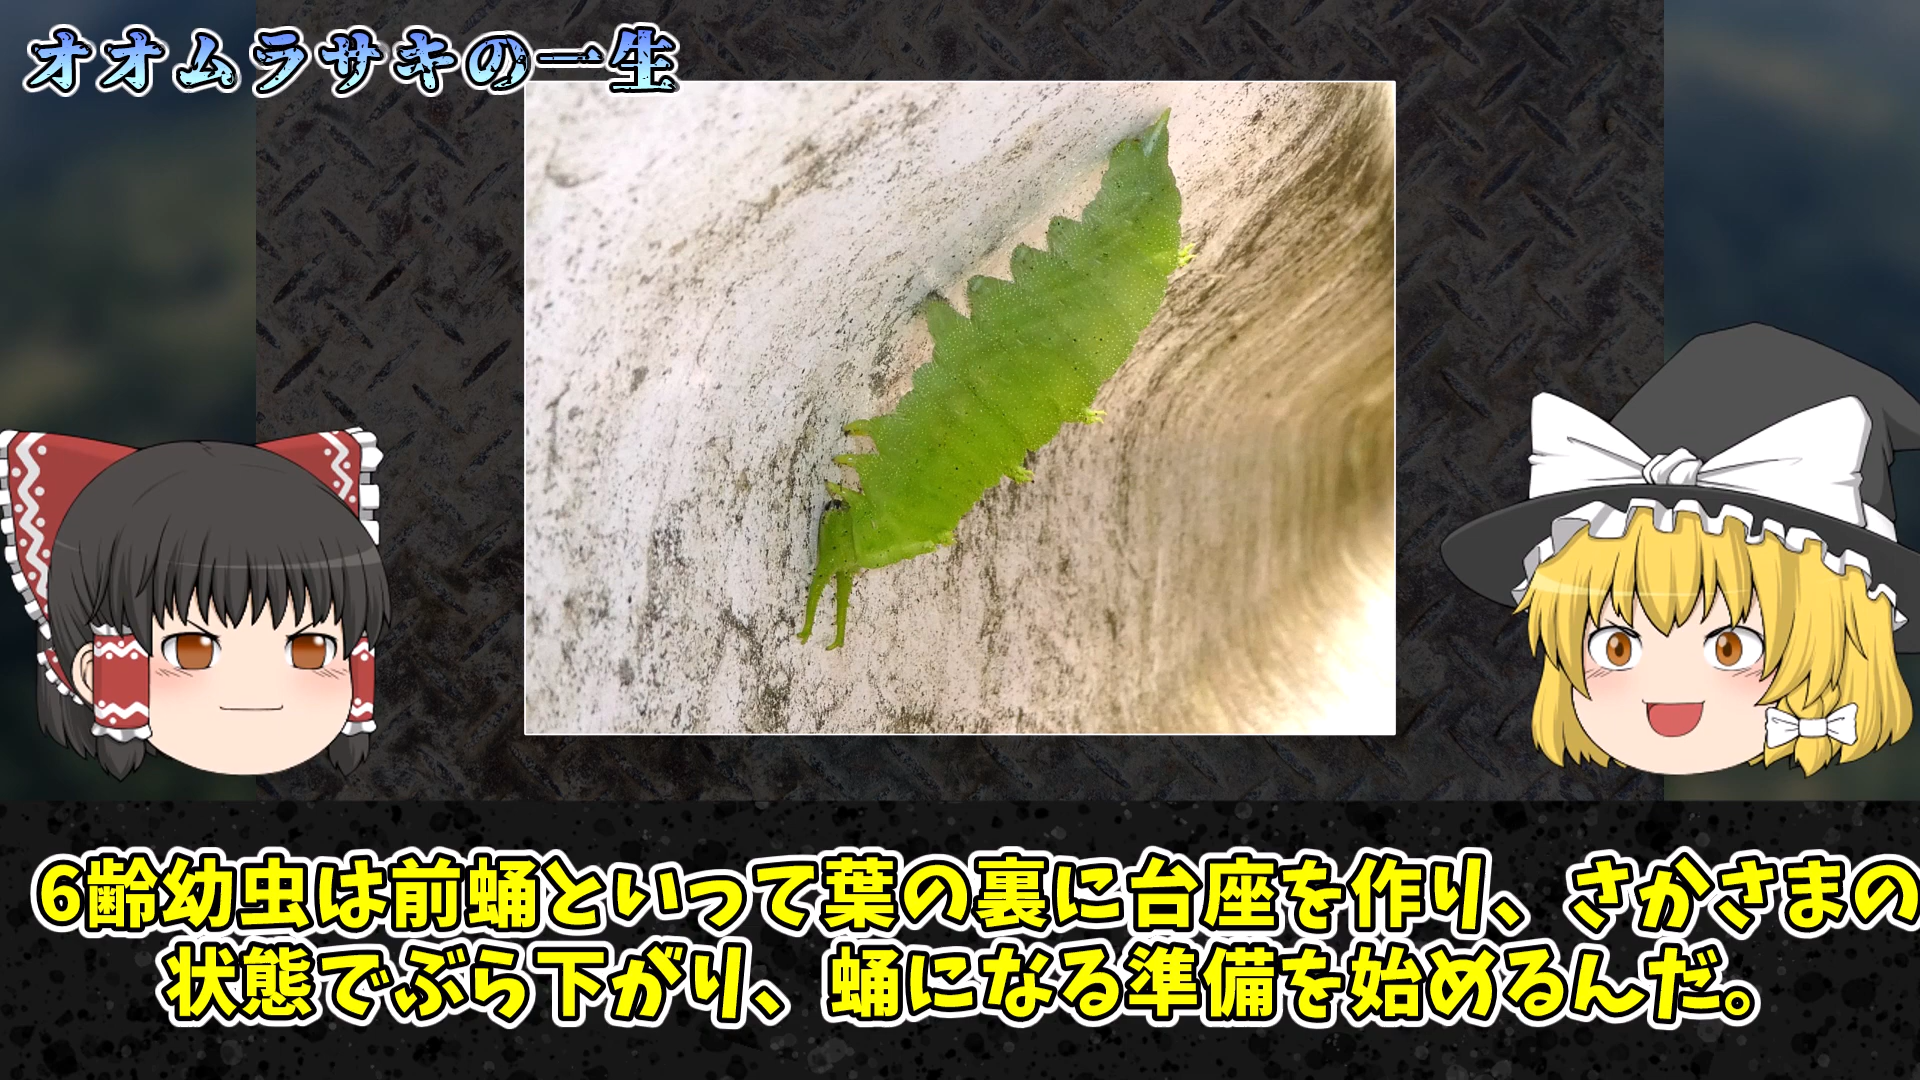 オオムラサキの一生
6齢幼虫は前蛹といって葉の裏に台座を作り、さかさまの
状態でぶら下がり、蛹になる準備を始めるんだ。